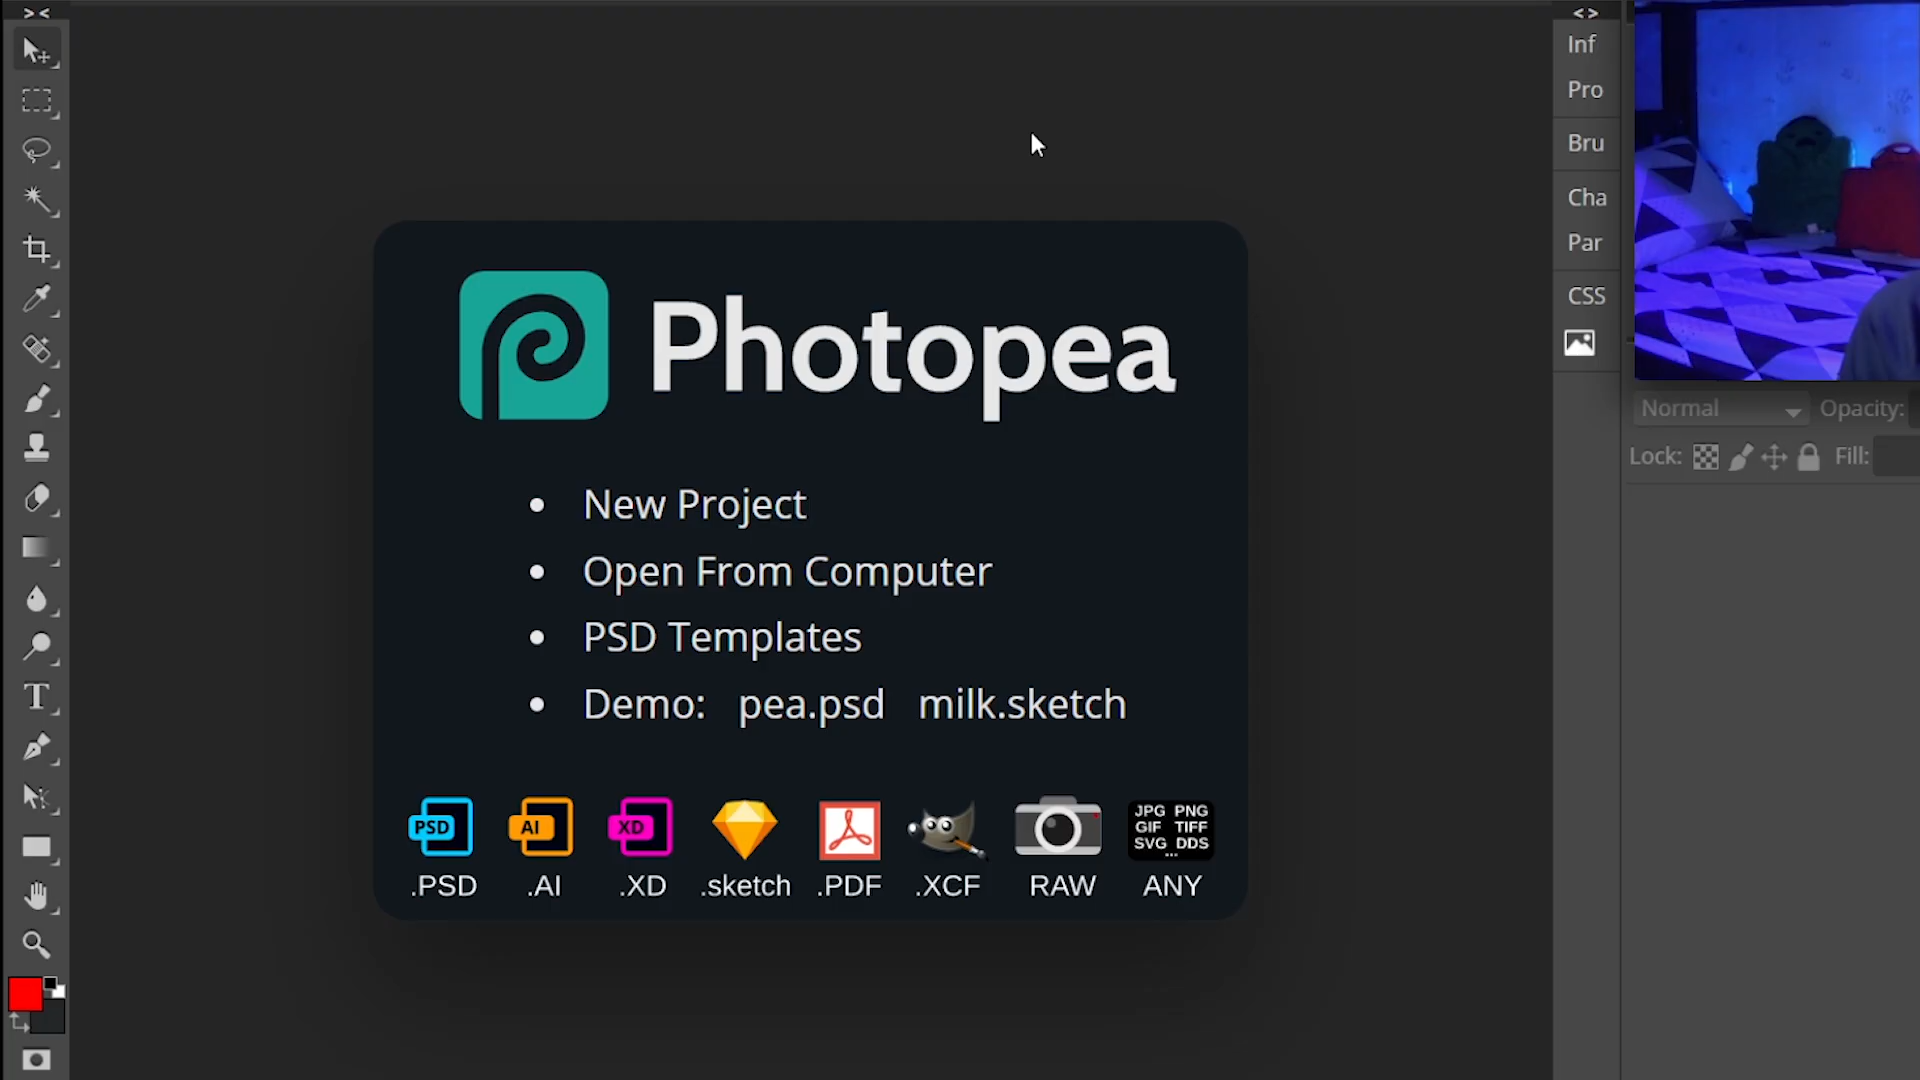 > <
< >
Inf
Pro
Bru
Cha
Par
CSS
Photopea
New Project
Open From Computer
PSD Templates
Demo: pea.psd milk.sketch
PSD
AI
XD
JPG PNG
GIF TIFF
SVG DDS
...
.PSD .AI .XD .sketch .PDF .XCF RAW ANY
T
Normal Opacity:
Lock: Fill: